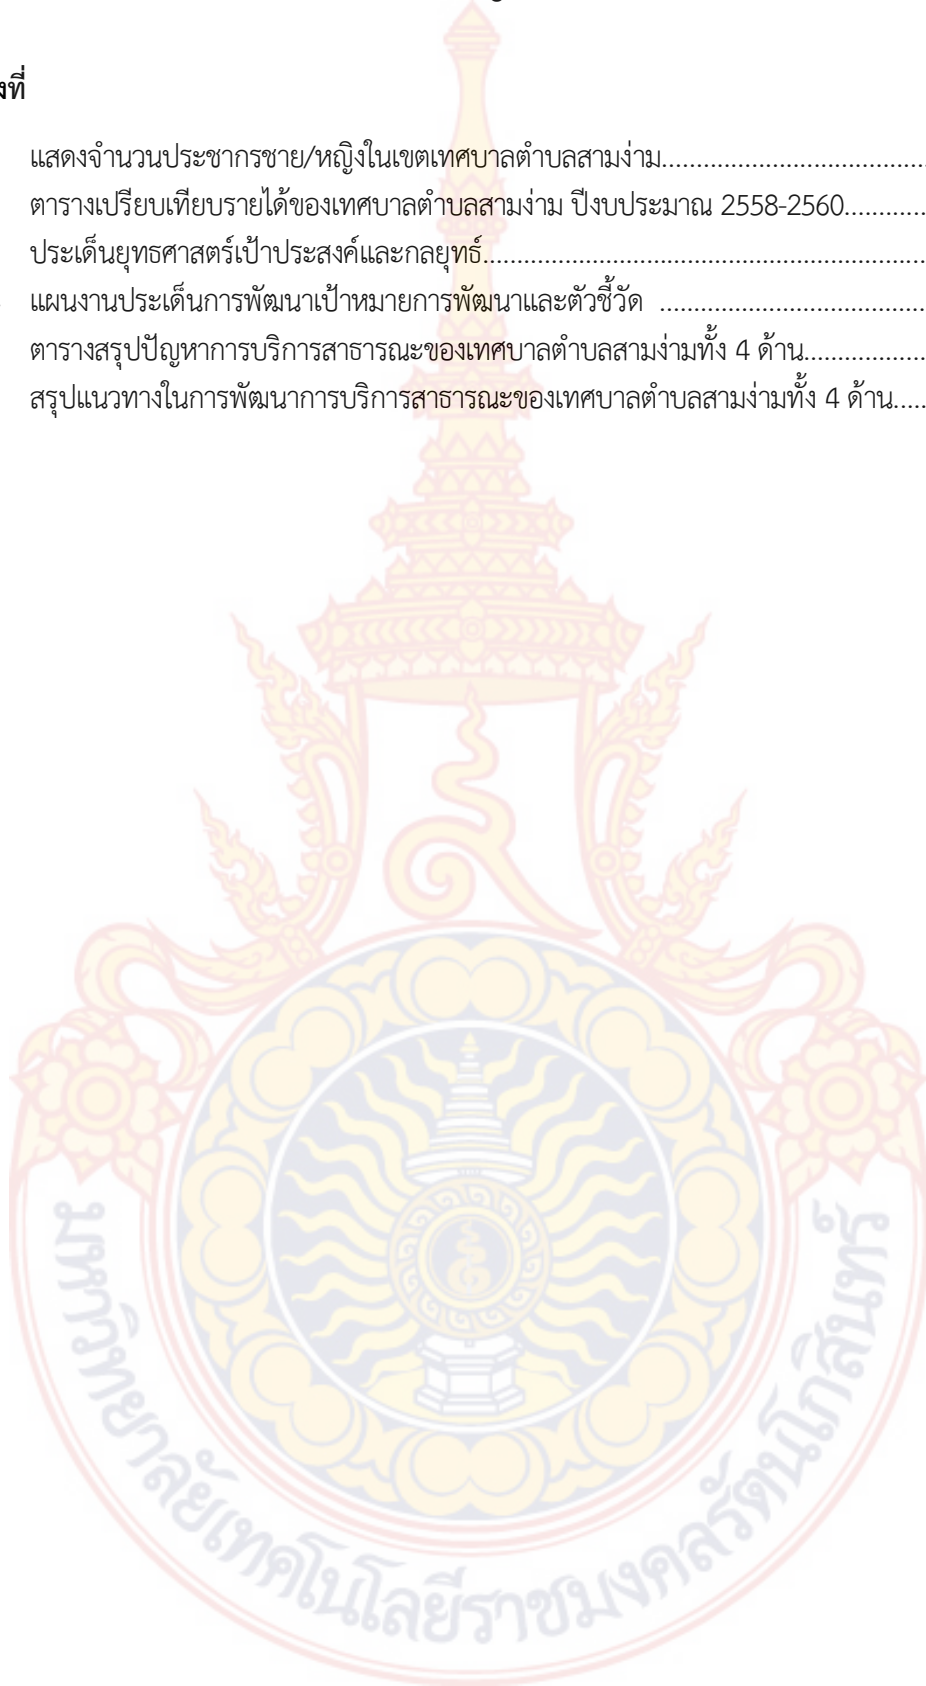 งที่
แสดงจำนวนประชากรชาย/หญิงในเขตเทศบาลตำบลสามง่าม......................................
ตารางเปรียบเทียบรายได้ของเทศบาลตำบลสามง่าม ปีงบประมาณ 2558-2560............
ประเด็นยุทธศาสตร์เป้าประสงค์และกลยุทธ์................................................................
แผนงานประเด็นการพัฒนาเป้าหมายการพัฒนาและตัวชี้วัด ......................................
ตารางสรุปปัญหาการบริการสาธารณะของเทศบาลตำบลสามง่ามทั้ง 4 ด้าน..................
สรุปแนวทางในการพัฒนาการบริการสาธารณะของเทศบาลตำบลสามง่ามทั้ง 4 ด้าน.....
มหาวิทยาลัยเทคโนโลยีราชมงคลรัตนโกสินทร์